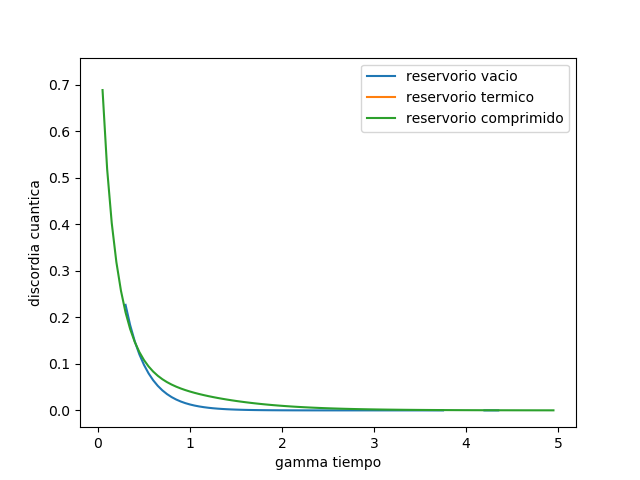 reservorio vacio
reservorio termico
reservorio comprimido
0.7
0.6
0.5
0.4
0.3
0.2
0.1
0.0
discordia cuantica
0
1
2
3
4
5
gamma tiempo